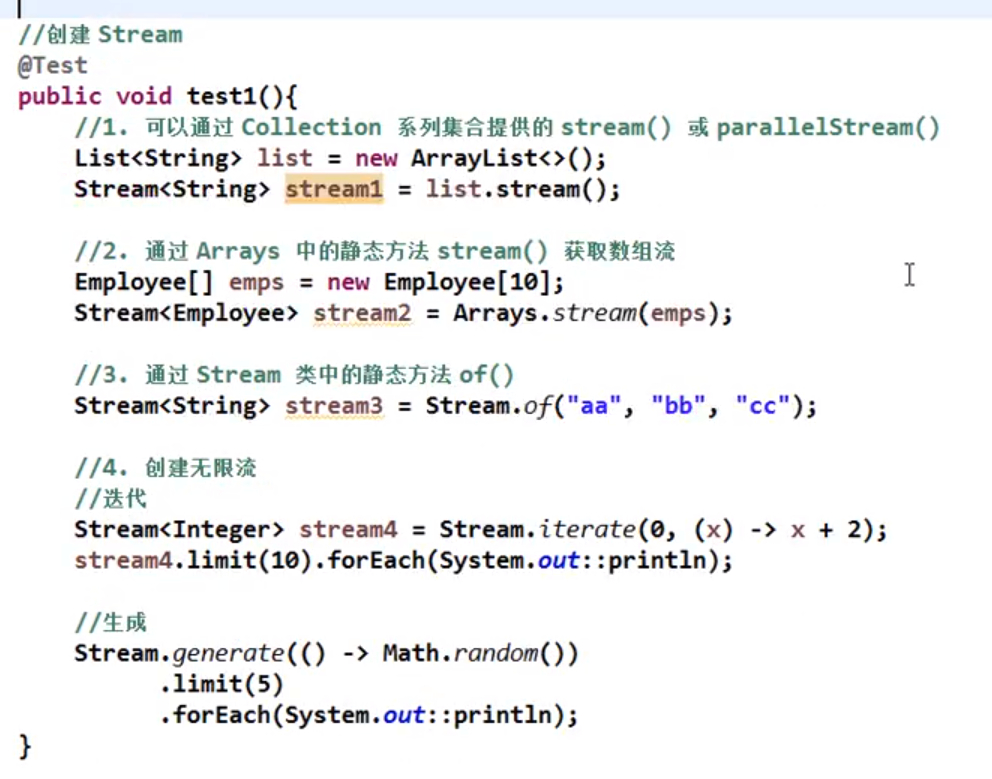 //创建 Stream
@Test
public void test1(){
//1. 可以通过 Collection 系列集合提供的 stream() 或 parallelStream()
List<String> list = new ArrayList<>();
Stream<String> stream1 = list.stream();
//2. 通过 Arrays 中的静态方法 stream() 获取数组流
Employee[] emps = new Employee[10];
Stream<Employee> stream2 = Arrays.stream(emps);
//3. 通过 Stream 类中的静态方法 of()
Stream<String> stream3 = Stream.of("aa", "bb", "cc");
//4. 创建无限流
//迭代
Stream<Integer> stream4 = Stream.iterate(0, (x) -> x + 2);
stream4.limit(10).forEach(System.out::println);
//生成
Stream.generate(() -> Math.random())
.limit(5)
.forEach(System.out::println);
}